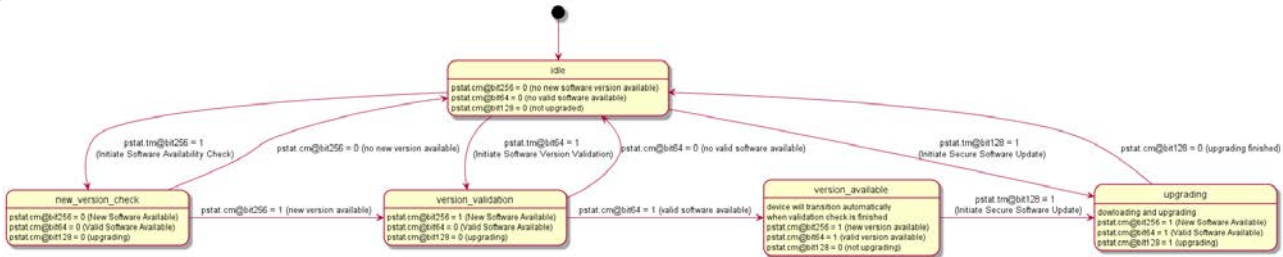 idle
pstat.cm@bit256 = 0 (no new software version available)
pstat.cm@bit64 = 0 (no valid software available)
pstat.cm@bit128 = 0 (not upgraded)
pstat.tm@bit256 = 1
(Initiate Software Availability Check)
pstat.cm@bit256 = 0 (no new version available)
pstat.tm@bit64 = 1
(Initiate Software Version Validation)
pstat.cm@bit64 = 0 (no valid software available)
pstat.tm@bit128 = 1
(Initiate Secure Software Update)
pstat.cm@bit128 = 0 (upgrading finished)
new_version_check
pstat.cm@bit256 = 0 (New Software Available)
pstat.cm@bit64 = 0 (Valid Software Available)
pstat.cm@bit128 = 0 (upgrading)
pstat.cm@bit256 = 1 (new version available)
version_validation
pstat.cm@bit256 = 1 (New Software Available)
pstat.cm@bit64 = 0 (Valid Software Available)
pstat.cm@bit128 = 0 (upgrading)
pstat.cm@bit64 = 1 (valid software available)
version_available
device will transition automatically
when validation check is finished
pstat.cm@bit256 = 1 (new version available)
pstat.cm@bit64 = 1 (valid version available)
pstat.cm@bit128 = 0 (not upgrading)
pstat.tm@bit128 = 1
(Initiate Secure Software Update)
upgrading
dowloading and upgrading
pstat.cm@bit256 = 1 (New Software Available)
pstat.cm@bit64 = 1 (Valid Software Available)
pstat.cm@bit128 = 1 (upgrading)